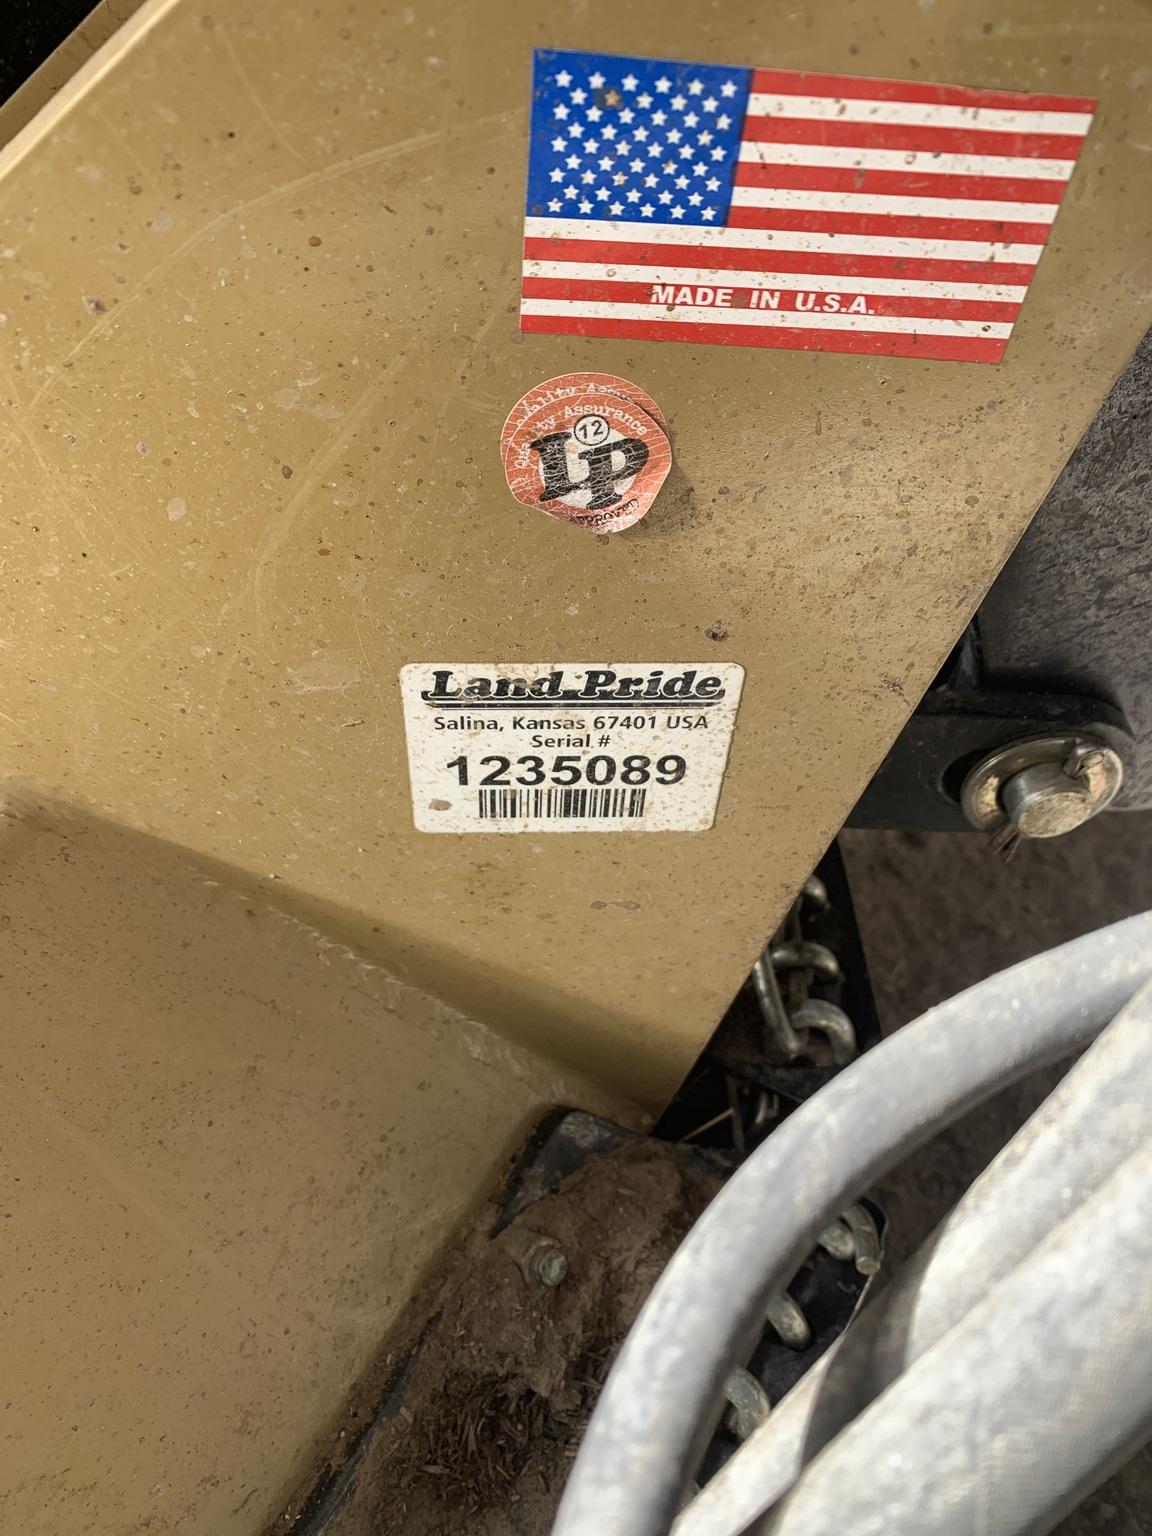 MADE IN U.S.A.
Quality Assurance
12
LP
APPROVED
Land Pride
Salina, Kansas 67401 USA
Serial #
1235089